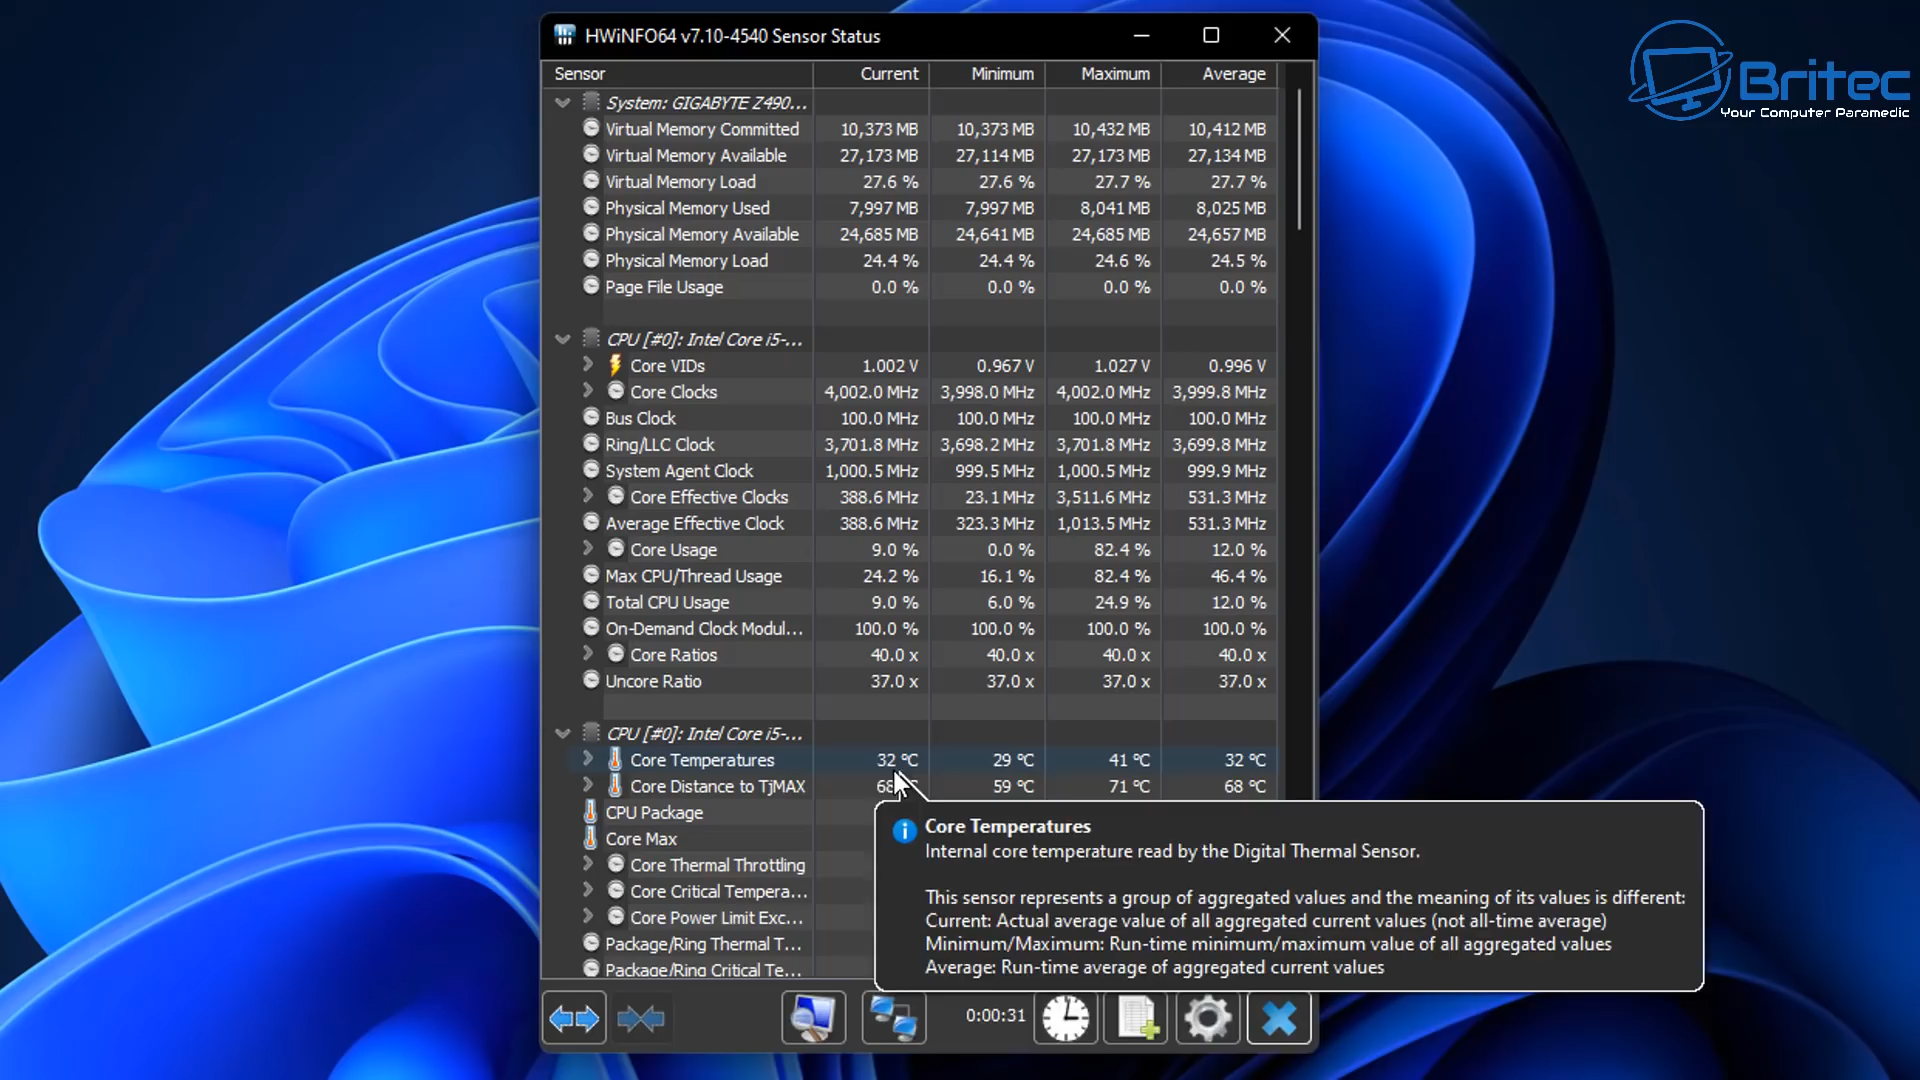 HWiNFO64 v7.10-4540 Sensor Status
Britec
Your Computer Paramedic
Sensor Current Minimum Maximum Average
System: GIGABYTE Z490...
Virtual Memory Committed 10,373 MB 10,373 MB 10,432 MB 10,412 MB
Virtual Memory Available 27,173 MB 27,114 MB 27,173 MB 27,134 MB
Virtual Memory Load 27.6 % 27.6 % 27.7 % 27.7 %
Physical Memory Used 7,997 MB 7,997 MB 8,041 MB 8,025 MB
Physical Memory Available 24,685 MB 24,641 MB 24,685 MB 24,657 MB
Physical Memory Load 24.4 % 24.4 % 24.6 % 24.5 %
Page File Usage 0.0 % 0.0 % 0.0 % 0.0 %
CPU [#0]: Intel Core i5-...
Core VIDs 1.002 V 0.967 V 1.027 V 0.996 V
Core Clocks 4,002.0 MHz 3,998.0 MHz 4,002.0 MHz 3,999.8 MHz
Bus Clock 100.0 MHz 100.0 MHz 100.0 MHz 100.0 MHz
Ring/LLC Clock 3,701.8 MHz 3,698.2 MHz 3,701.8 MHz 3,699.8 MHz
System Agent Clock 1,000.5 MHz 999.5 MHz 1,000.5 MHz 999.9 MHz
Core Effective Clocks 388.6 MHz 23.1 MHz 3,511.6 MHz 531.3 MHz
Average Effective Clock 388.6 MHz 323.3 MHz 1,013.5 MHz 531.3 MHz
Core Usage 9.0 % 0.0 % 82.4 % 12.0 %
Max CPU/Thread Usage 24.2 % 16.1 % 82.4 % 46.4 %
Total CPU Usage 9.0 % 6.0 % 24.9 % 12.0 %
On-Demand Clock Modul... 100.0 % 100.0 % 100.0 % 100.0 %
Core Ratios 40.0 x 40.0 x 40.0 x 40.0 x
Uncore Ratio 37.0 x 37.0 x 37.0 x 37.0 x
CPU [#0]: Intel Core i5-...
Core Temperatures 32 °C 29 °C 41 °C 32 °C
Core Distance to TjMAX 68 °C 59 °C 71 °C 68 °C
CPU Package
Core Max
Core Thermal Throttling
Core Critical Tempera...
Core Power Limit Exc...
Package/Ring Thermal T...
Package/Ring Critical Te...
Core Temperatures
Internal core temperature read by the Digital Thermal Sensor.
This sensor represents a group of aggregated values and the meaning of its values is different:
Current: Actual average value of all aggregated current values (not all-time average)
Minimum/Maximum: Run-time minimum/maximum value of all aggregated values
Average: Run-time average of aggregated current values
0:00:31